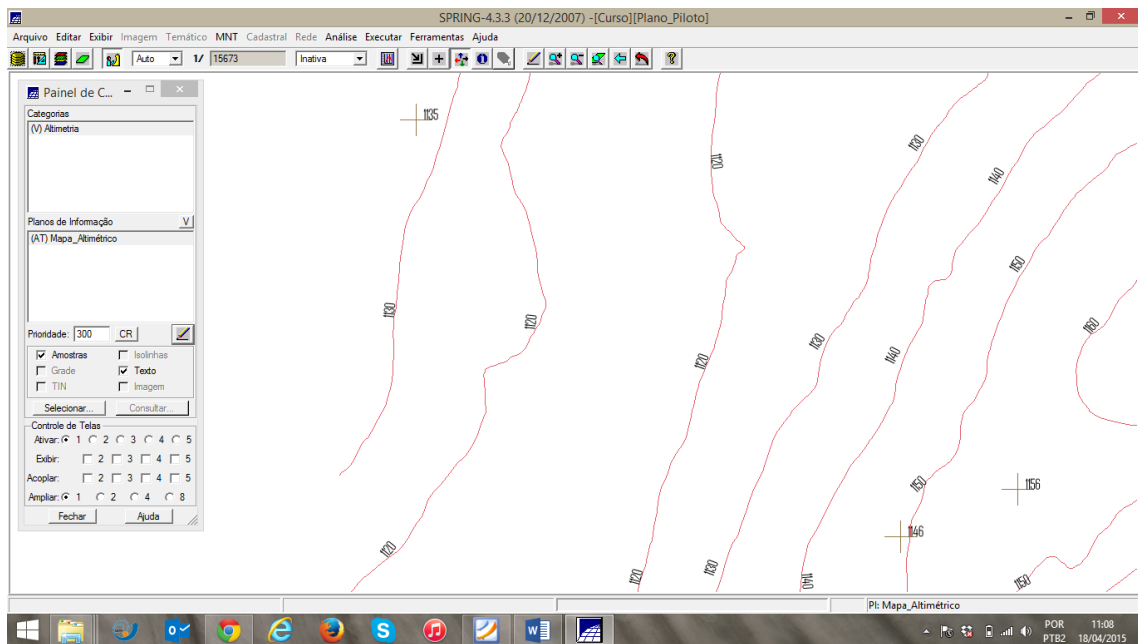 SPRING-4.3.3 (20/12/2007) -[Curso][Plano_Piloto]
Arquivo Editar Exibir Imagem Temático MNT Cadastral Rede Análise Executar Ferramentas Ajuda
Auto 1/ 15673 Inativa
Painel de C...
Categorias
(V) Altimetria
Planos de Informação V
(AT) Mapa_Altimétrico
Prioridade: 300 CR
Amostras Isolinhas
Grade Texto
TIN Imagem
Selecionar... Consultar...
Controle de Telas
Ativar: 1 2 3 4 5
Exibir: 2 3 4 5
Acoplar: 2 3 4 5
Ampliar: 1 2 4 8
Fechar Ajuda
1135
1120
1130
1140
1150
1130
1120
1160
1130
1140
1120
1150
1156
1146
1120
1120
1130
1140
1150
PI: Mapa_Altimétrico
POR 11:08
PTB2 18/04/2015